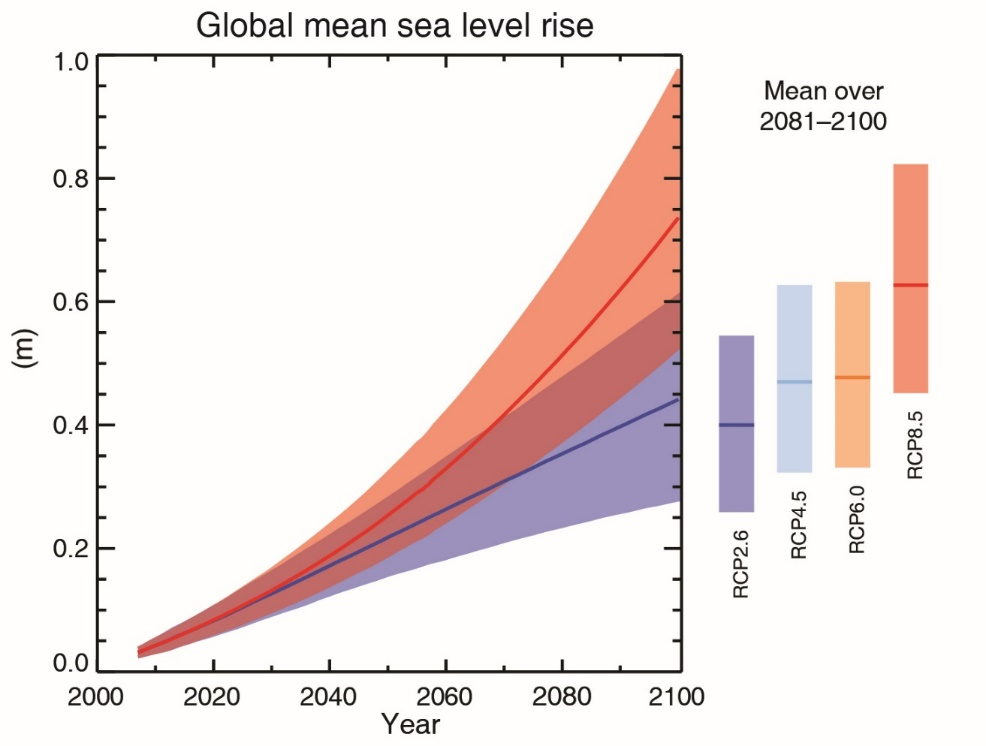 Global mean sea level rise
1.0
0.8
0.6
0.4
0.2
0.0
(m)
2000 2020 2040 2060 2080 2100
Year
Mean over
2081–2100
RCP2.6
RCP4.5
RCP6.0
RCP8.5